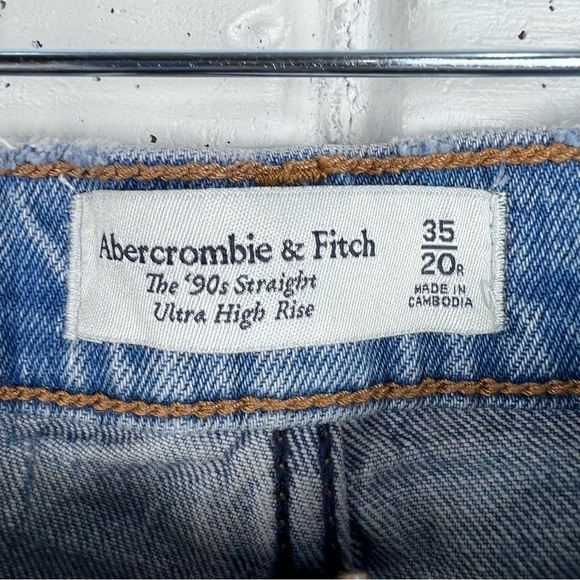 Abercrombie & Fitch
The '90s Straight
Ultra High Rise
35
20R
MADE IN
CAMBODIA